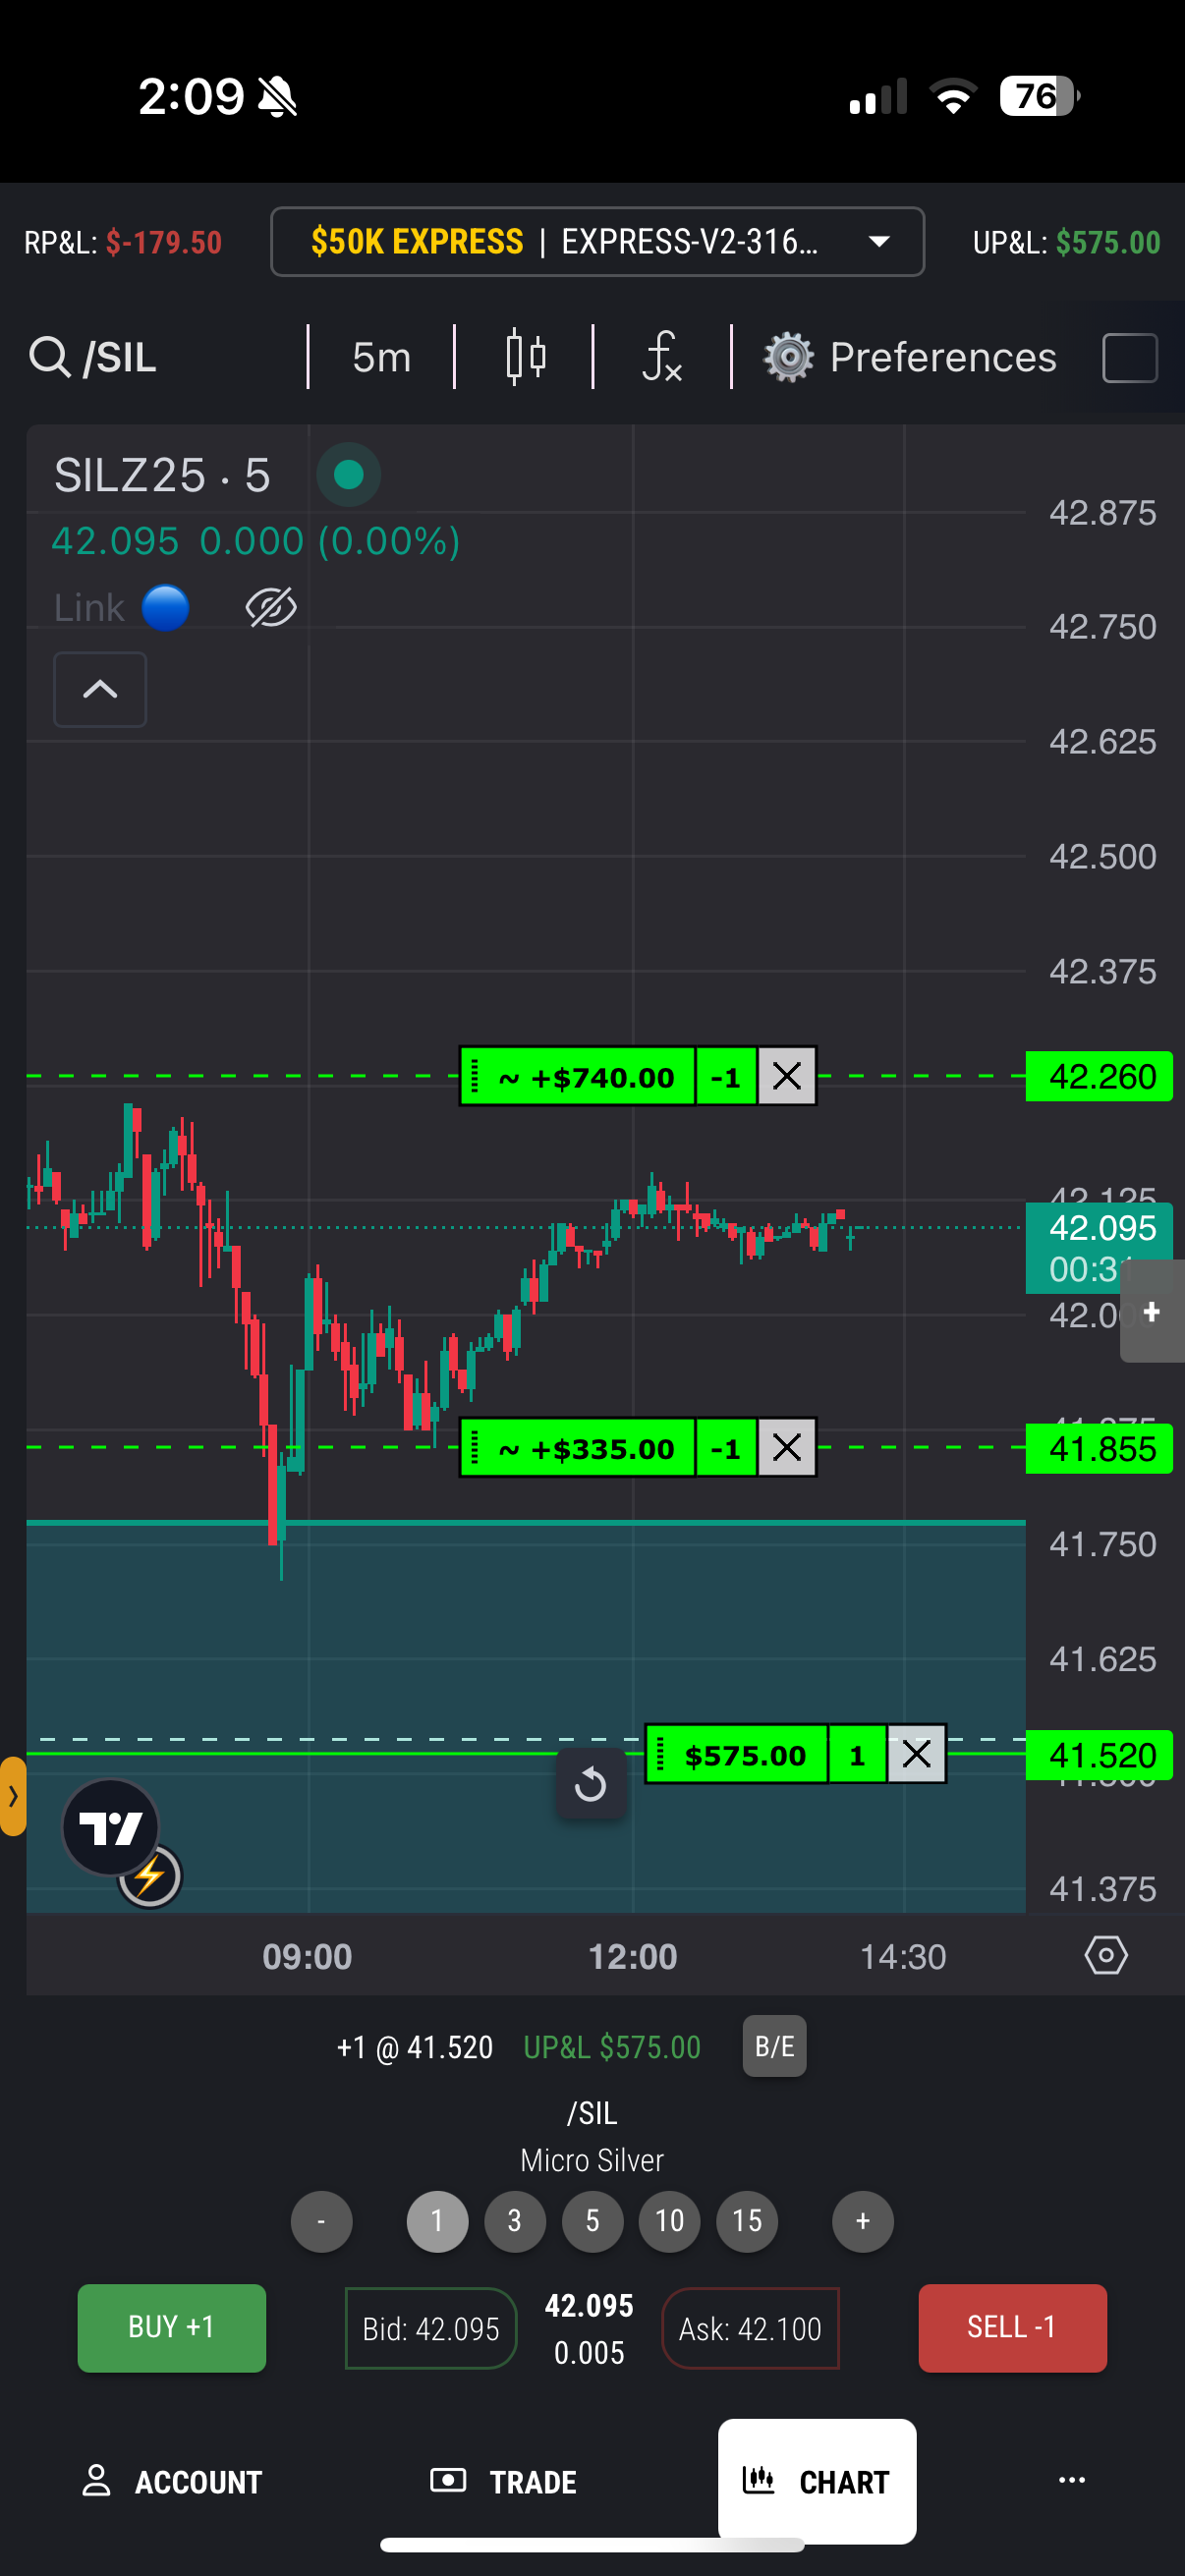 2:09
76
RP&L: $-179.50
$50K EXPRESS | EXPRESS-V2-316...
UP&L: $575.00
/SIL
5m
Preferences
SILZ25 · 5
42.095 0.000 (0.00%)
Link
42.875
42.750
42.625
42.500
42.375
~ +$740.00 -1
42.260
42.125
42.095
00:31
42.00
~ +$335.00 -1
41.855
41.750
41.625
$575.00 1
41.520
41.375
09:00 12:00 14:30
+1 @ 41.520 UP&L $575.00 B/E
/SIL
Micro Silver
- 1 3 5 10 15 +
BUY +1
Bid: 42.095
42.095
0.005
Ask: 42.100
SELL -1
ACCOUNT TRADE CHART ...